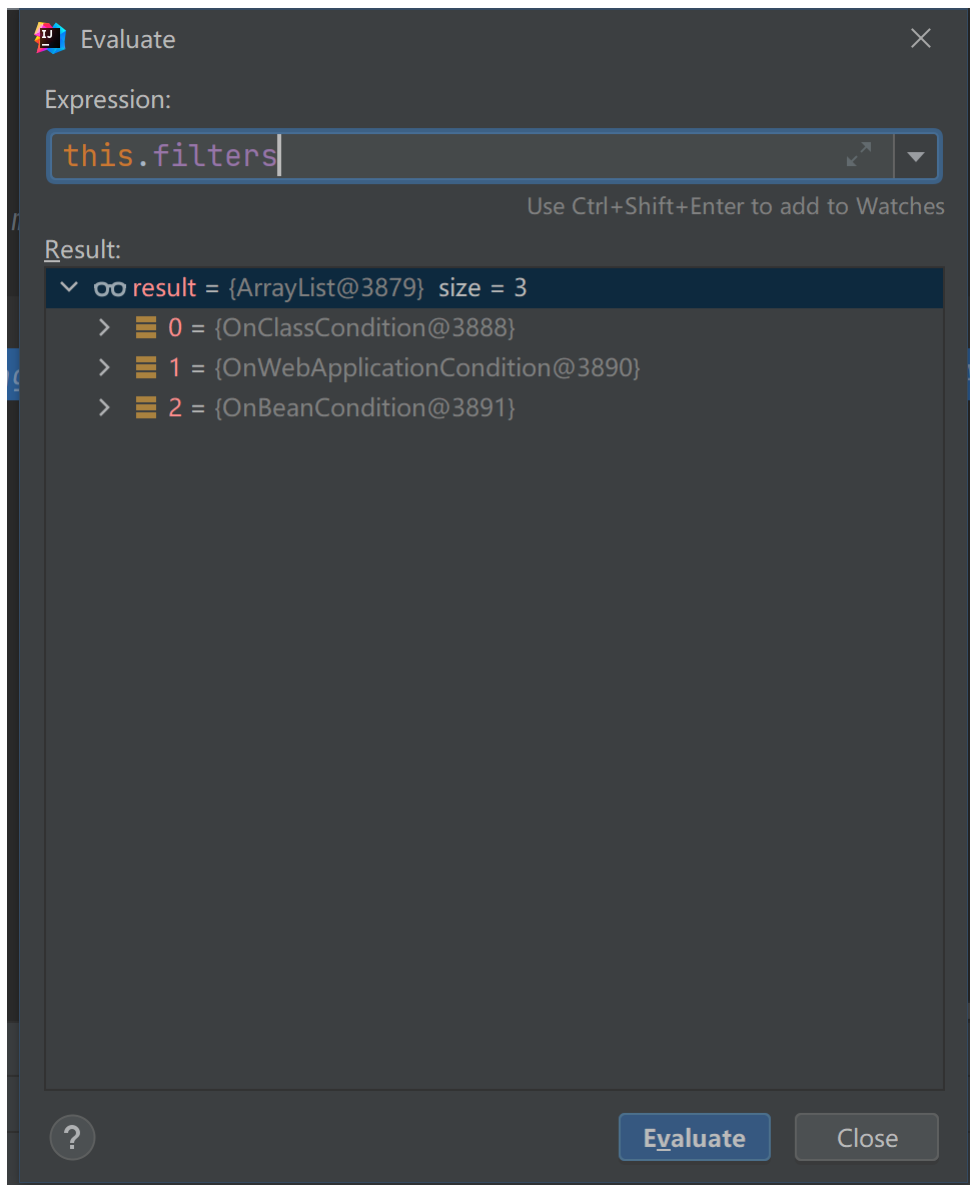 Evaluate
Expression:
this.filters
Use Ctrl+Shift+Enter to add to Watches
Result:
result = {ArrayList@3879} size = 3
0 = {OnClassCondition@3888}
1 = {OnWebApplicationCondition@3890}
2 = {OnBeanCondition@3891}
?
Evaluate
Close